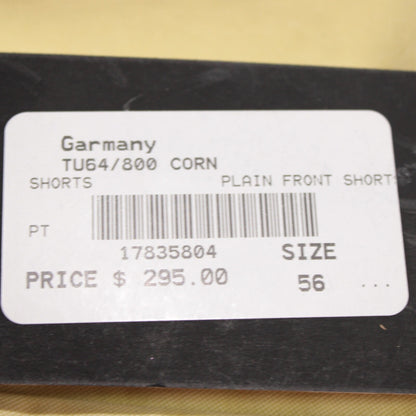 Garmany
TU64/800 CORN
SHORTS PLAIN FRONT SHORT
PT
17835804 SIZE
PRICE $ 295.00 56 ...